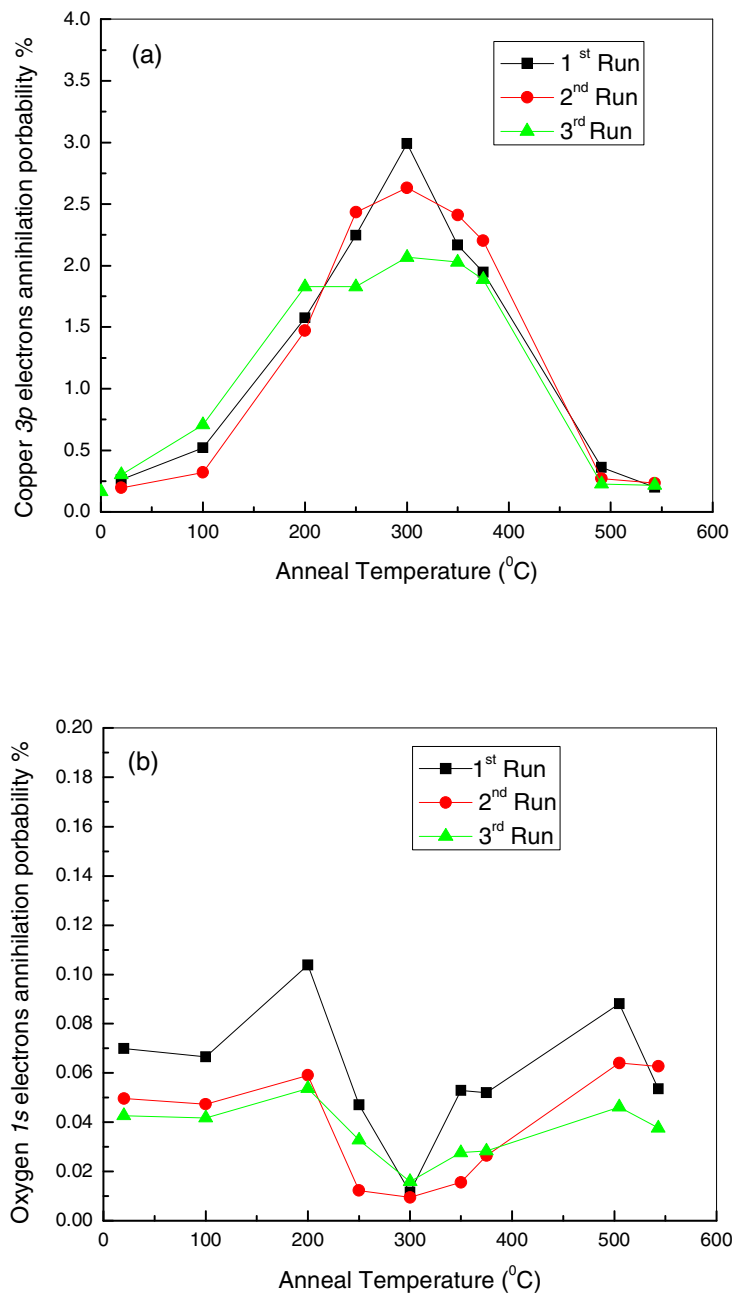 (a)
1 st Run
2nd Run
3rd Run
4.0
3.5
3.0
2.5
2.0
1.5
1.0
0.5
0.0
Copper 3p electrons annihilation porbability %
0 100 200 300 400 500 600
Anneal Temperature (0C)
(b)
1st Run
2nd Run
3rd Run
0.20
0.18
0.16
0.14
0.12
0.10
0.08
0.06
0.04
0.02
0.00
Oxygen 1s electrons annihilation porbability %
0 100 200 300 400 500 600
Anneal Temperature (0C)